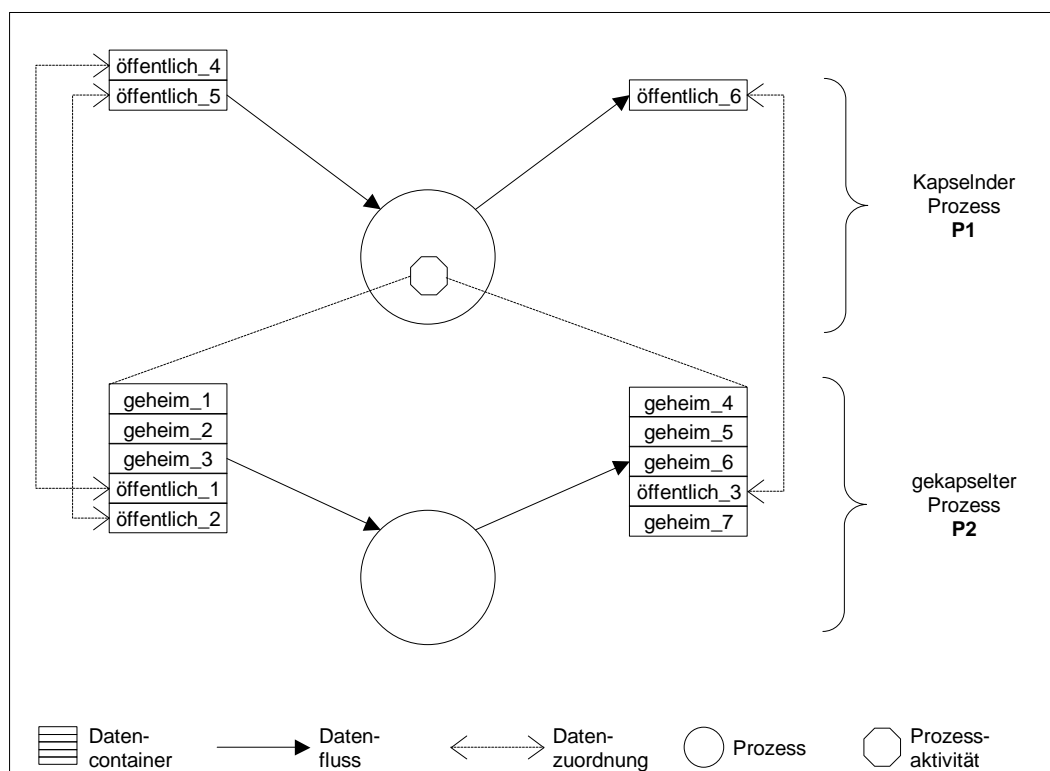 öffentlich_4
öffentlich_5
öffentlich_6
Kapselnder
Prozess
P1
geheim_1
geheim_2
geheim_3
öffentlich_1
öffentlich_2
geheim_4
geheim_5
geheim_6
öffentlich_3
geheim_7
gekapselter
Prozess
P2
Daten-
container
Daten-
fluss
Daten-
zuordnung
Prozess
Prozess-
aktivität